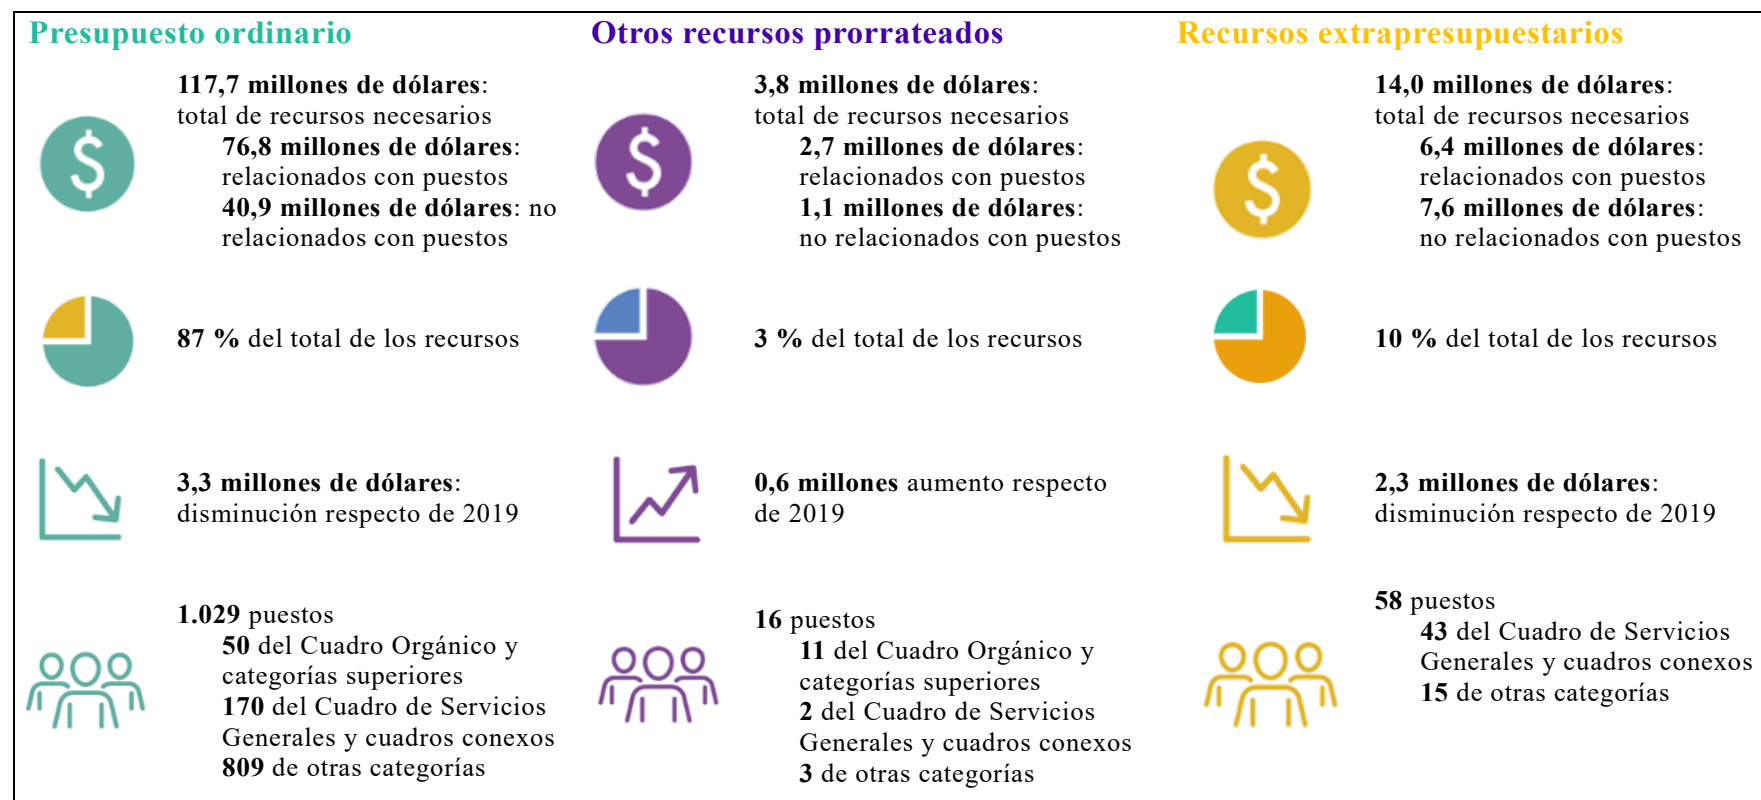 Presupuesto ordinario
117,7 millones de dólares:
total de recursos necesarios
76,8 millones de dólares:
relacionados con puestos
40,9 millones de dólares: no
relacionados con puestos
87 % del total de los recursos
3,3 millones de dólares:
disminución respecto de 2019
1.029 puestos
50 del Cuadro Orgánico y
categorías superiores
170 del Cuadro de Servicios
Generales y cuadros conexos
809 de otras categorías
Otros recursos prorrateados
3,8 millones de dólares:
total de recursos necesarios
2,7 millones de dólares:
relacionados con puestos
1,1 millones de dólares:
no relacionados con puestos
3 % del total de los recursos
0,6 millones aumento respecto
de 2019
16 puestos
11 del Cuadro Orgánico y
categorías superiores
2 del Cuadro de Servicios
Generales y cuadros conexos
3 de otras categorías
Recursos extrapresupuestarios
14,0 millones de dólares:
total de recursos necesarios
6,4 millones de dólares:
relacionados con puestos
7,6 millones de dólares:
no relacionados con puestos
10 % del total de los recursos
2,3 millones de dólares:
disminución respecto de 2019
58 puestos
43 del Cuadro de Servicios
Generales y cuadros conexos
15 de otras categorías